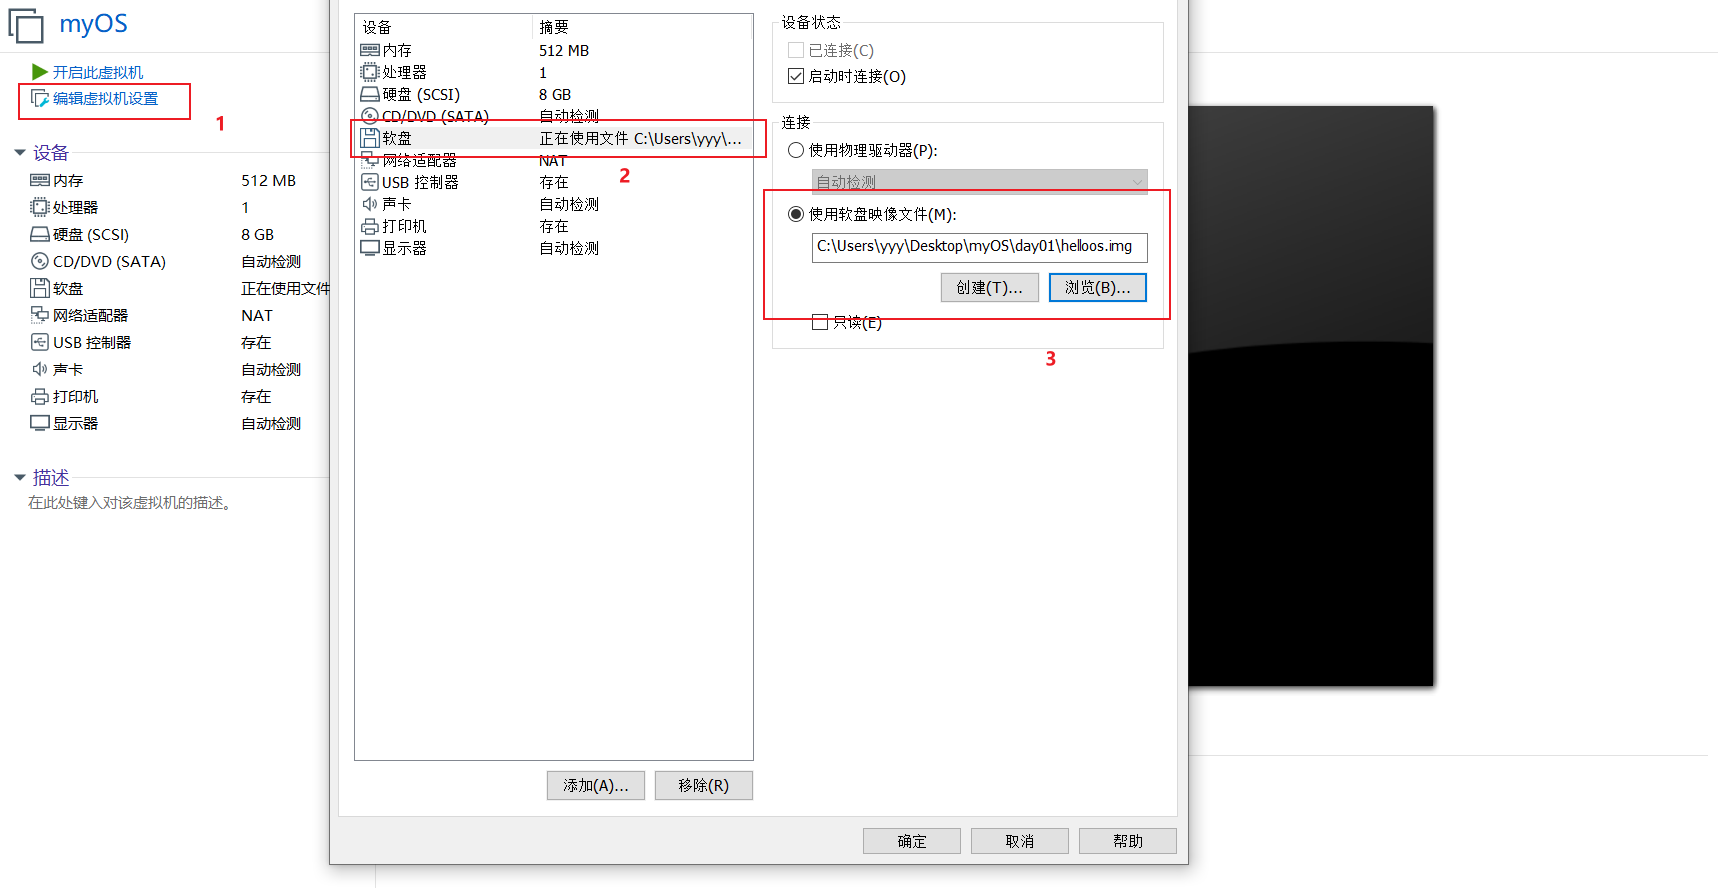 myOS
开启此虚拟机
编辑虚拟机设置
1
设备
内存 512 MB
处理器 1
硬盘 (SCSI) 8 GB
CD/DVD (SATA) 自动检测
软盘 正在使用文件
网络适配器 NAT
USB 控制器 存在
声卡 自动检测
打印机 存在
显示器 自动检测
描述
在此处键入对该虚拟机的描述。
设备 摘要
内存 512 MB
处理器 1
硬盘 (SCSI) 8 GB
CD/DVD (SATA) 自动检测
软盘 正在使用文件 C:\Users\yyy\...
网络适配器 NAT
2
USB 控制器 存在
声卡 自动检测
打印机 存在
显示器 自动检测
添加(A)... 移除(R)
设备状态
已连接(C)
启动时连接(O)
连接
使用物理驱动器(P):
自动检测
使用软盘映像文件(M):
C:\Users\yyy\Desktop\myOS\day01\helloos.img
创建(T)... 浏览(B)...
只读(E)
3
确定 取消 帮助